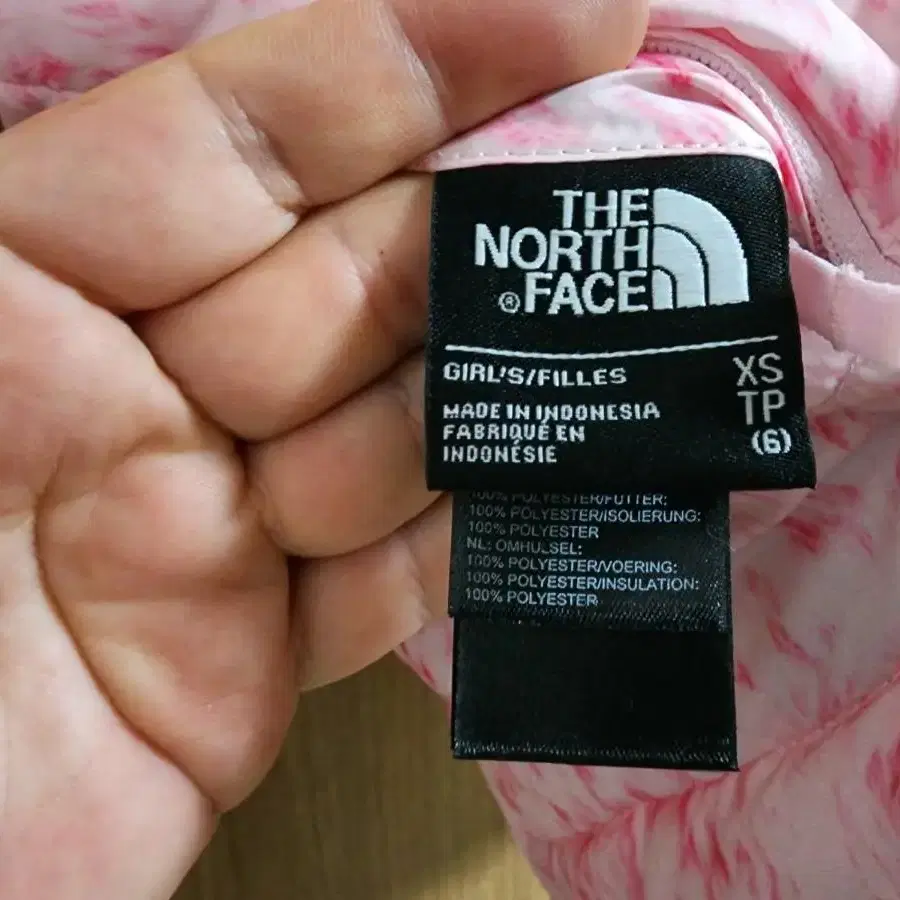 THE
NORTH
® FACE
GIRL'S/FILLES
XS
TP
(6)
MADE IN INDONESIA
FABRIQUÉ EN
INDONÉSIE
100% POLYESTER/FUTTER:
100% POLYESTER/ISOLIERUNG:
100% POLYESTER
NL: OMHULSEL:
100% POLYESTER/VOERING:
100% POLYESTER/INSULATION:
100% POLYESTER